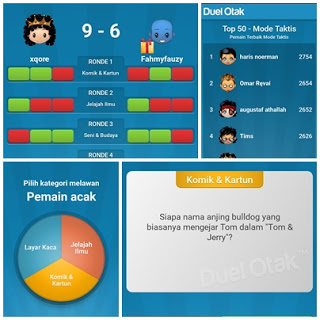 9 - 6
xqore
Fahmyfauzy
RONDE 1
Komik & Kartun
RONDE 2
Jelajah Ilmu
RONDE 3
Seni & Budaya
RONDE 4
Duel Otak
Top 50 - Mode Taktis
Pemain Terbaik Mode Taktis
1 haris noerman 2754
2 Omar Ręvai 2654
3 augustaf athallah 2652
4 Tims 2626
Pilih kategori melawan
Pemain acak
Layar Kaca
Jelajah
Ilmu
Komik &
Kartun
Komik & Kartun
Siapa nama anjing bulldog yang
biasanya mengejar Tom dalam "Tom &
Jerry"?
Duel Otak